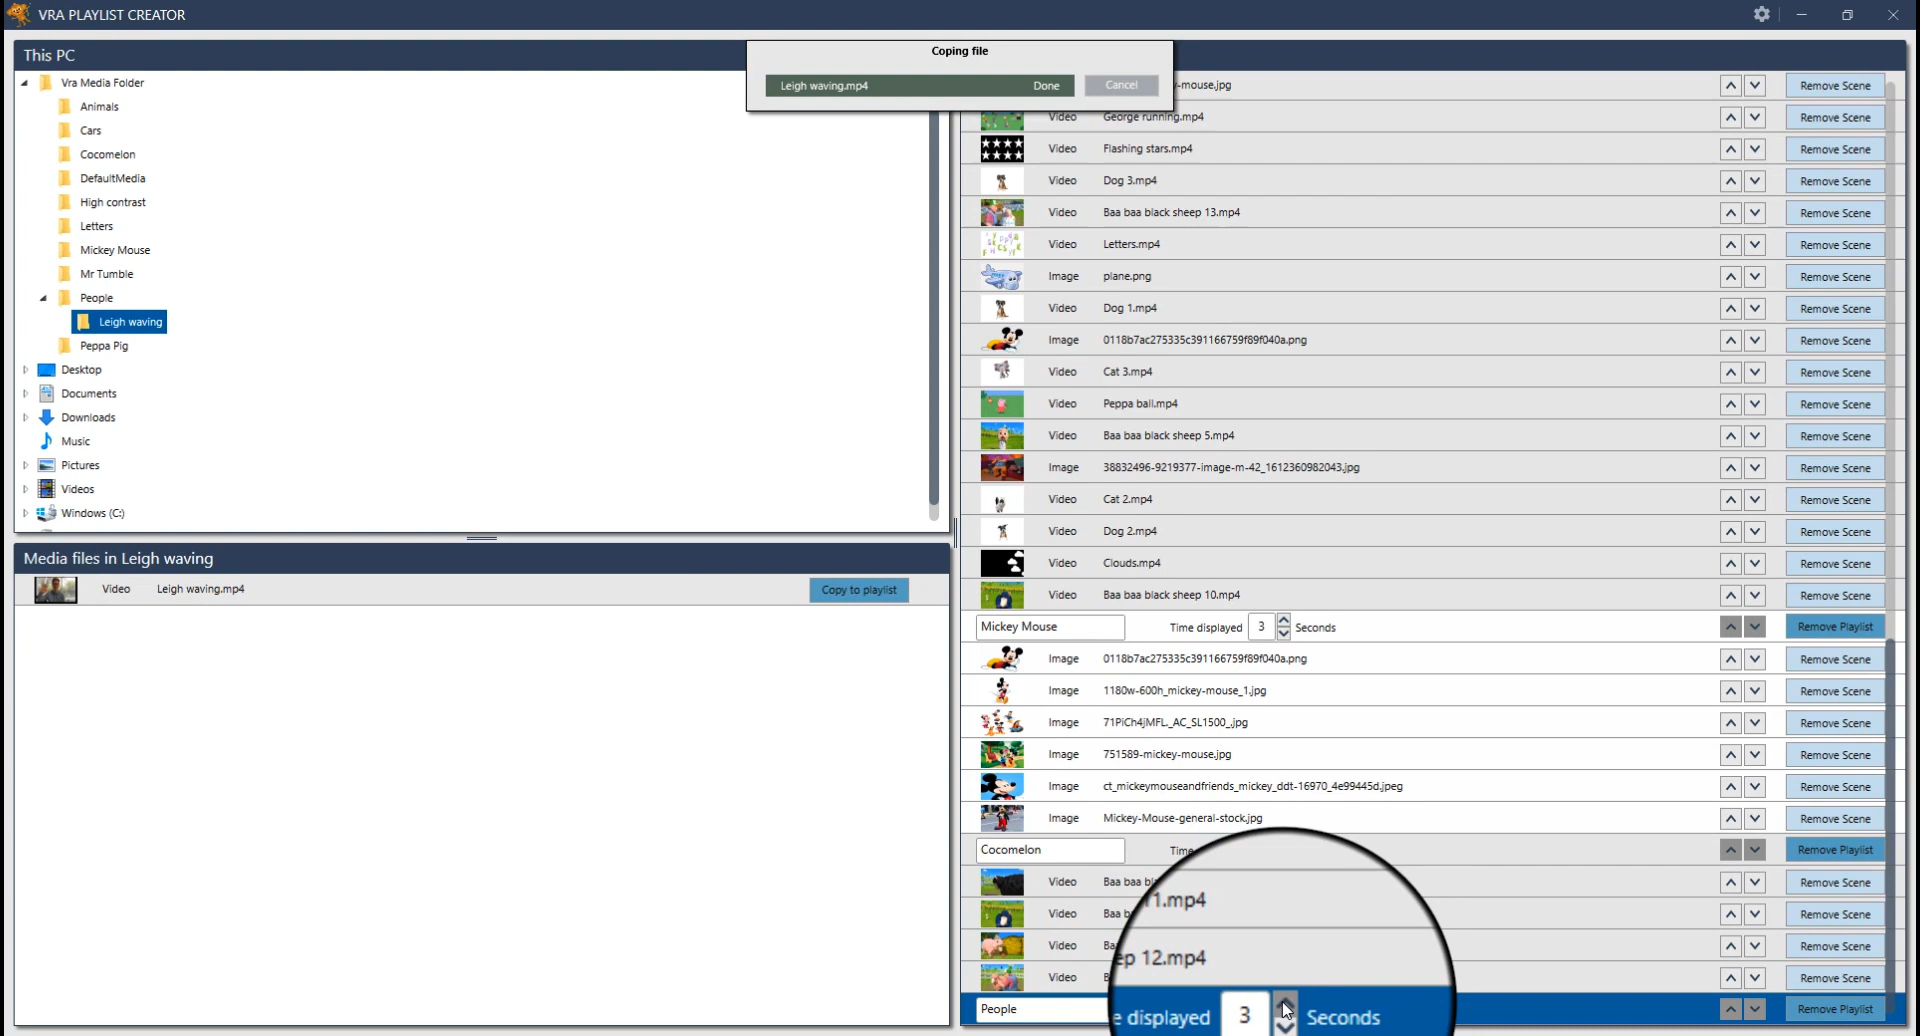 VRA PLAYLIST CREATOR
This PC
Vra Media Folder
Animals
Cars
Cocomelon
DefaultMedia
High contrast
Letters
Mickey Mouse
Mr Tumble
People
Leigh waving
Peppa Pig
Desktop
Documents
Downloads
Music
Pictures
Videos
Windows (C:)
Media files in Leigh waving
Video Leigh waving.mp4 Copy to playlist
Coping file
Leigh waving.mp4 Done Cancel
-mouse.jpg Remove Scene
Video George running.mp4 Remove Scene
Video Flashing stars.mp4 Remove Scene
Video Dog 3.mp4 Remove Scene
Video Baa baa black sheep 13.mp4 Remove Scene
Video Letters.mp4 Remove Scene
Image plane.png Remove Scene
Video Dog 1.mp4 Remove Scene
Image 0118b7ac275335c391166759f89f040a.png Remove Scene
Video Cat 3.mp4 Remove Scene
Video Peppa ball.mp4 Remove Scene
Video Baa baa black sheep 5.mp4 Remove Scene
Image 38832496-9219377-image-m-42_1612360982043.jpg Remove Scene
Video Cat 2.mp4 Remove Scene
Video Dog 2.mp4 Remove Scene
Video Clouds.mp4 Remove Scene
Video Baa baa black sheep 10.mp4 Remove Scene
Mickey Mouse Time displayed 3 Seconds Remove Playlist
Image 0118b7ac275335c391166759f89f040a.png Remove Scene
Image 1180w-600h_mickey-mouse_1.jpg Remove Scene
Image 71PiCh4jMFL._AC_SL1500_.jpg Remove Scene
Image 751589-mickey-mouse.jpg Remove Scene
Image ct_mickeymouseandfriends_mickey_ddt-16970_4e99445d.jpeg Remove Scene
Image Mickey-Mouse-general-stock.jpg Remove Scene
Cocomelon Time Remove Playlist
Video Baa baa bl Remove Scene
Video Baa b 11.mp4 Remove Scene
Video Ba ep 12.mp4 Remove Scene
Video B Remove Scene
People e displayed 3 Seconds Remove Playlist